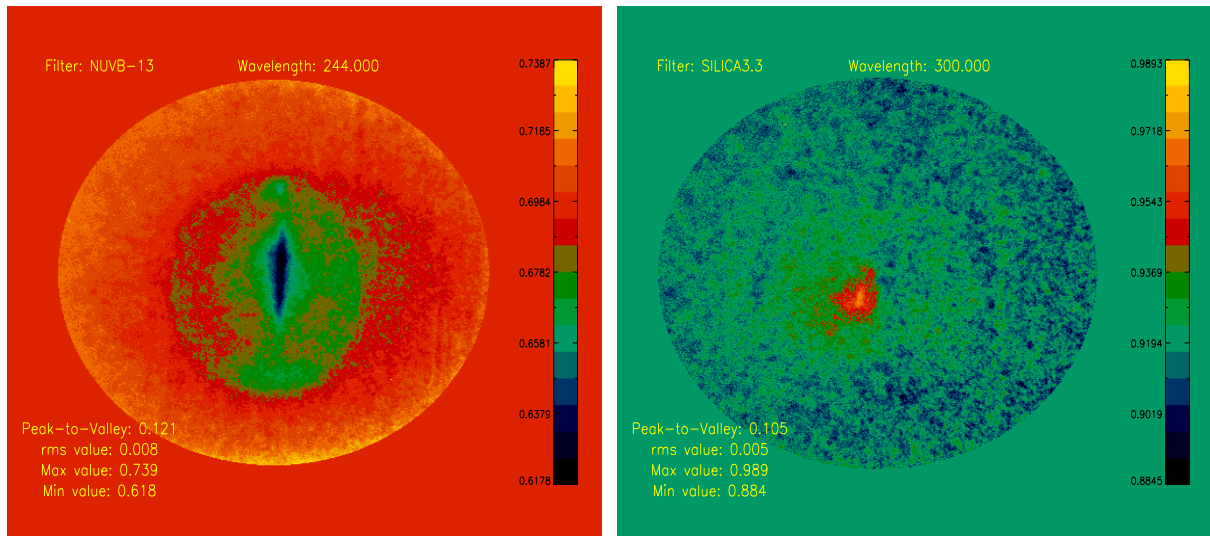 Filter: NUVB-13 Wavelength: 244.000
0.7387
0.7185
0.6984
0.6782
0.6581
0.6379
0.6178
Peak-to-Valley: 0.121
rms value: 0.008
Max value: 0.739
Min value: 0.618
Filter: SILICA3.3 Wavelength: 300.000
0.9893
0.9718
0.9543
0.9369
0.9194
0.9019
0.8845
Peak-to-Valley: 0.105
rms value: 0.005
Max value: 0.989
Min value: 0.884